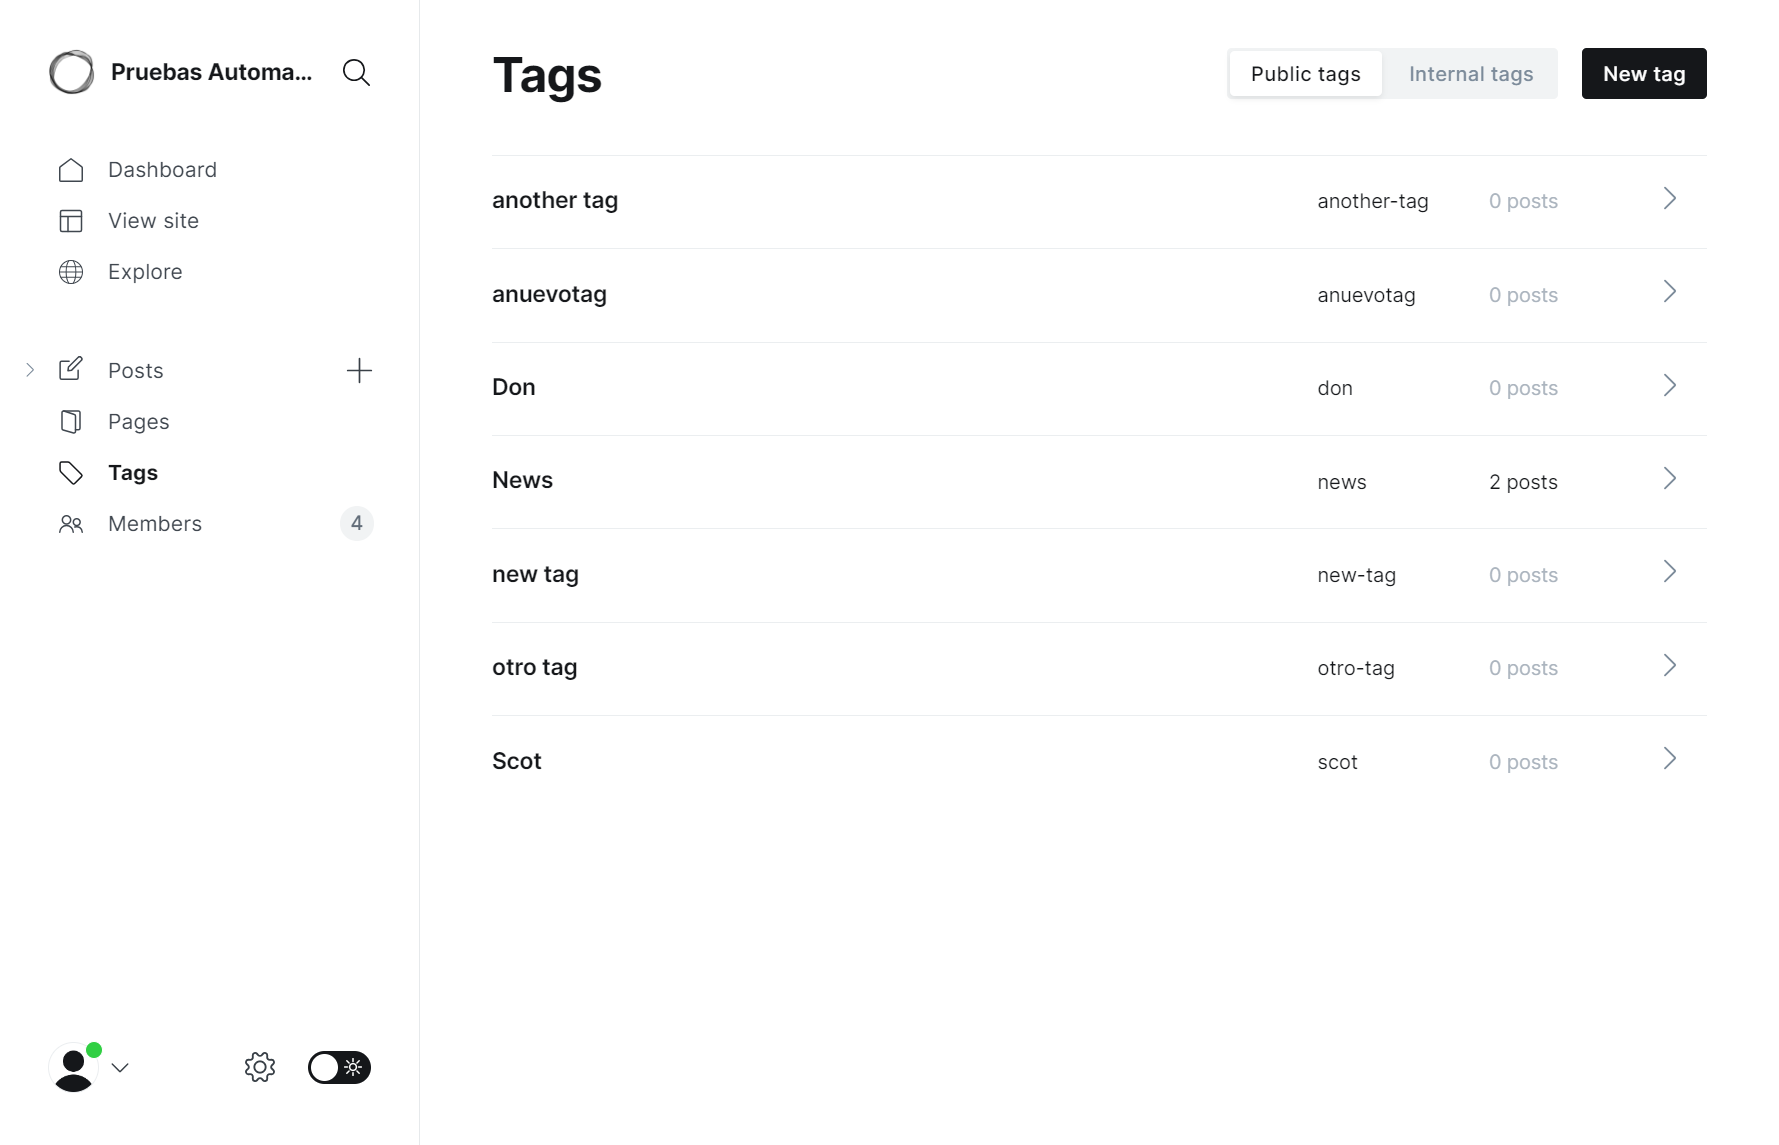 Pruebas Automa...
Dashboard
View site
Explore
Posts
Pages
Tags
Members 4
Tags
Public tags Internal tags New tag
another tag another-tag 0 posts
anuevotag anuevotag 0 posts
Don don 0 posts
News news 2 posts
new tag new-tag 0 posts
otro tag otro-tag 0 posts
Scot scot 0 posts